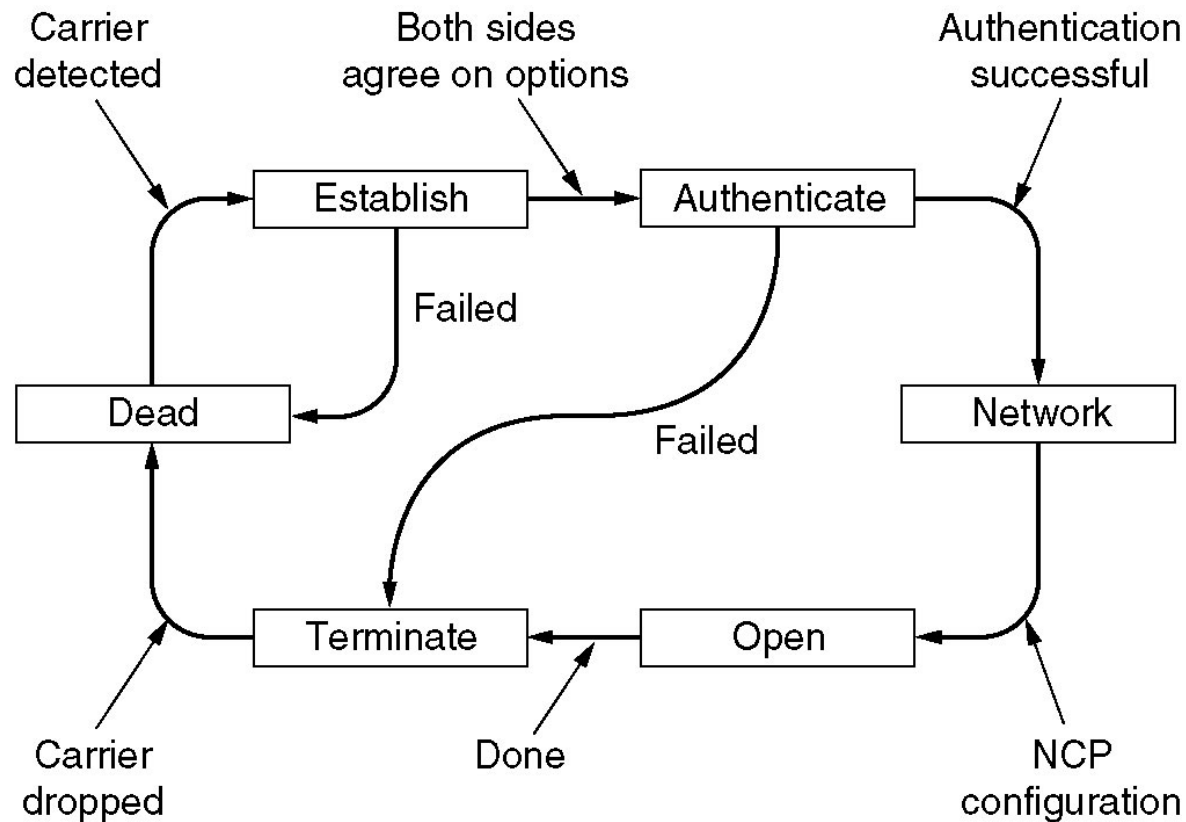 Carrier
detected
Both sides
agree on options
Authentication
successful
Establish
Authenticate
Failed
Dead
Network
Failed
Terminate
Open
Carrier
dropped
Done
NCP
configuration